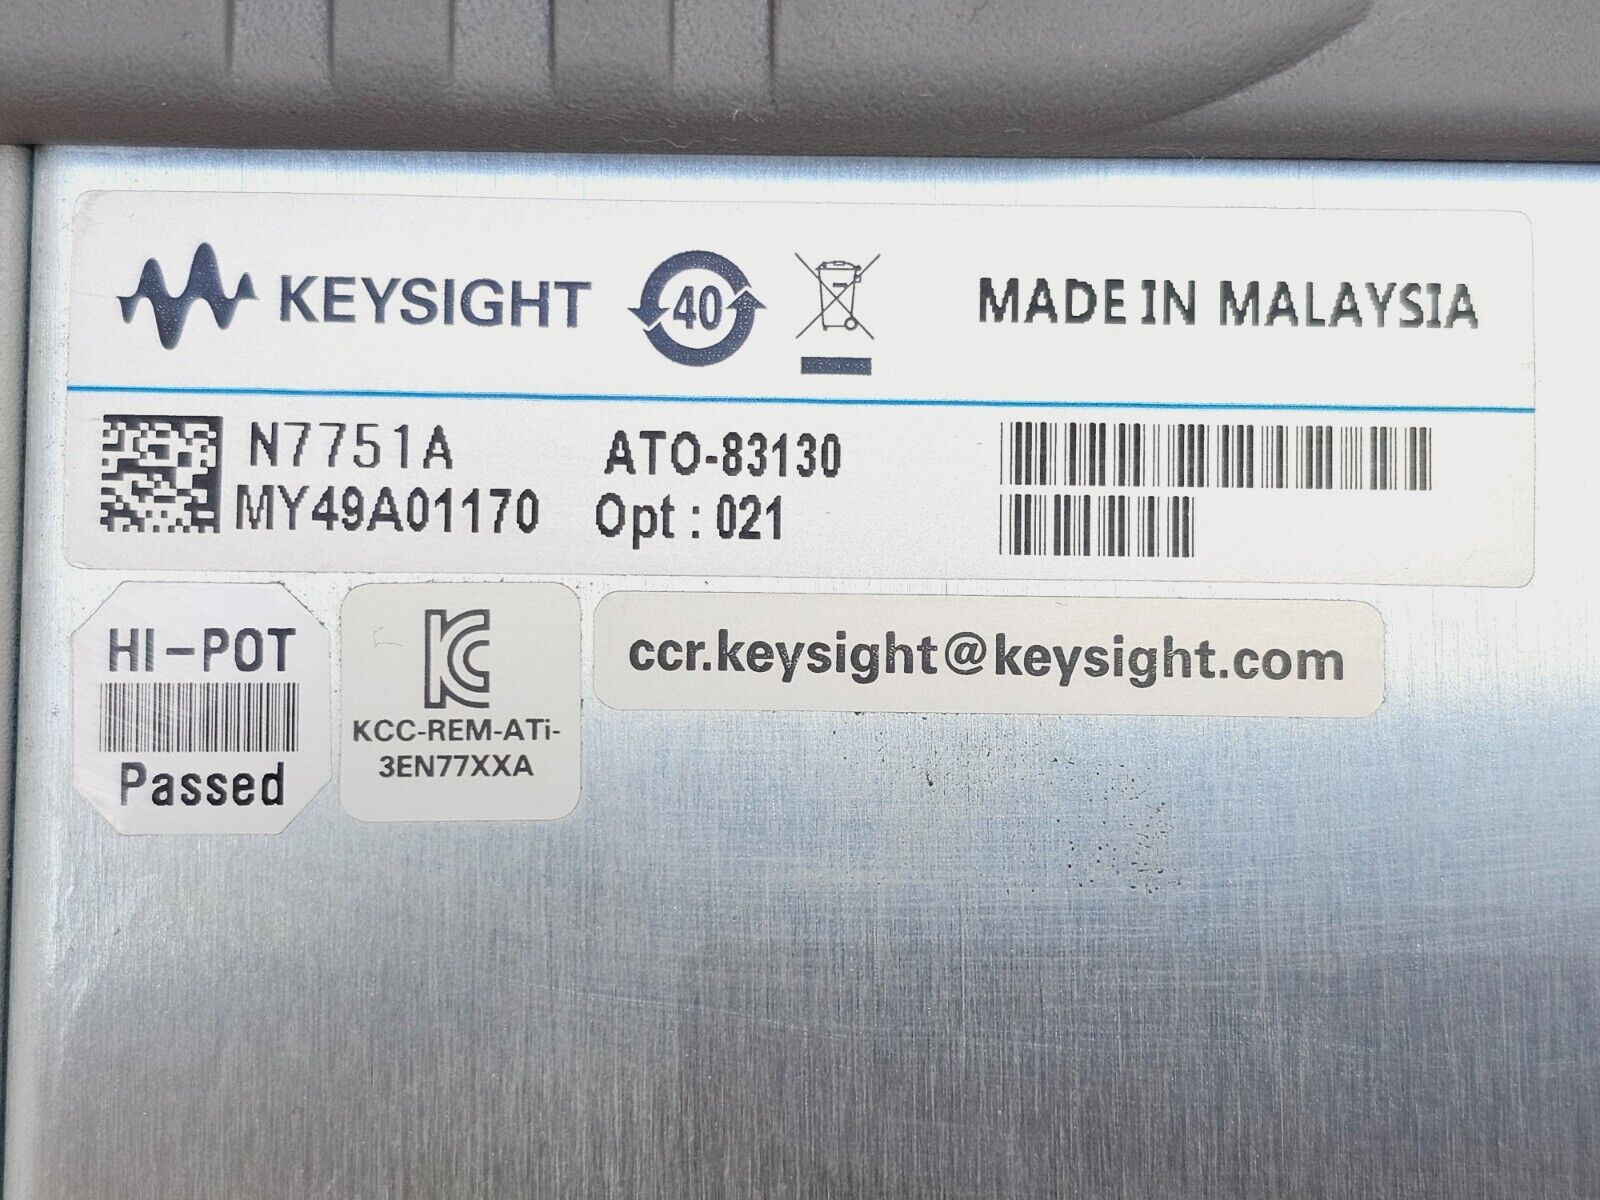 KEYSIGHT 40 MADE IN MALAYSIA
N7751A ATO-83130
MY49A01170 Opt : 021
HI-POT
Passed
KC
KCC-REM-ATi-
3EN77XXA
ccr.keysight@keysight.com